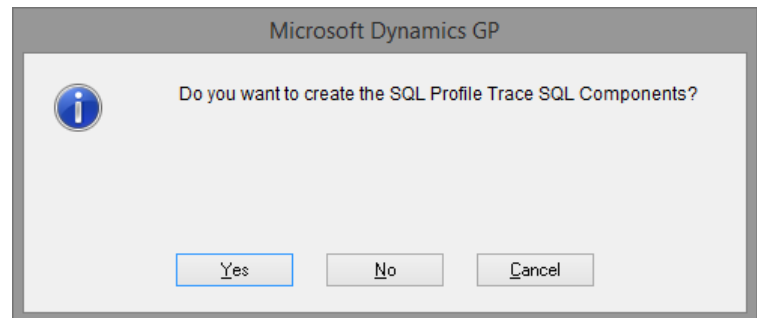 Microsoft Dynamics GP
Do you want to create the SQL Profile Trace SQL Components?
Yes No Cancel